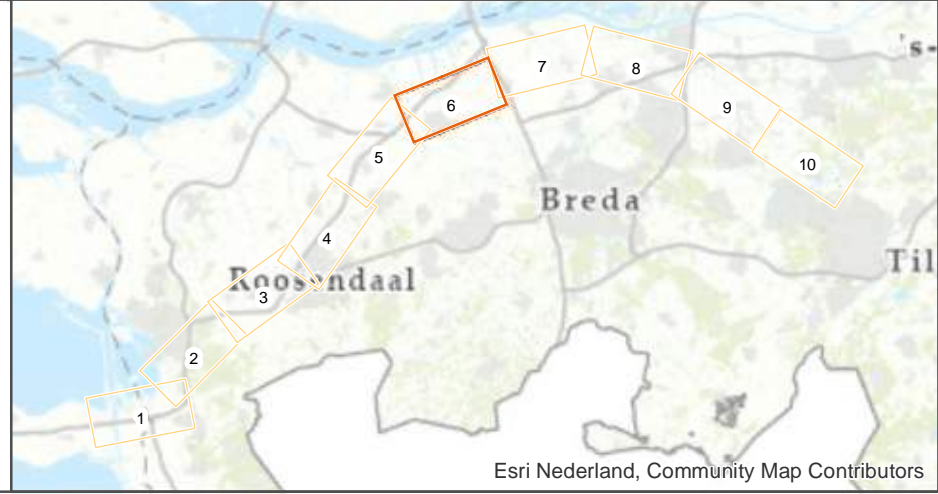 's-
7
8
6
9
5
10
Breda
4
Roosendaal
Til
3
2
1
Esri Nederland, Community Map Contributors